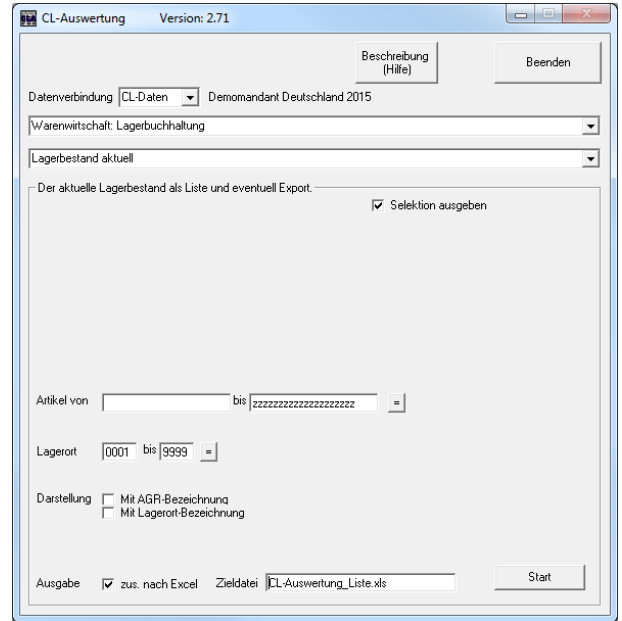 CL-Auswertung Version: 2.71
Beschreibung
(Hilfe)
Beenden
Datenverbindung CL-Daten Demomandant Deutschland 2015
Warenwirtschaft: Lagerbuchhaltung
Lagerbestand aktuell
Der aktuelle Lagerbestand als Liste und eventuell Export.
Selektion ausgeben
Artikel von bis zzzzzzzzzzzzzzzzzzzz =
Lagerort 0001 bis 9999 =
Darstellung Mit AGR-Bezeichnung
Mit Lagerort-Bezeichnung
Ausgabe zus. nach Excel Zieldatei CL-Auswertung_Liste.xls Start